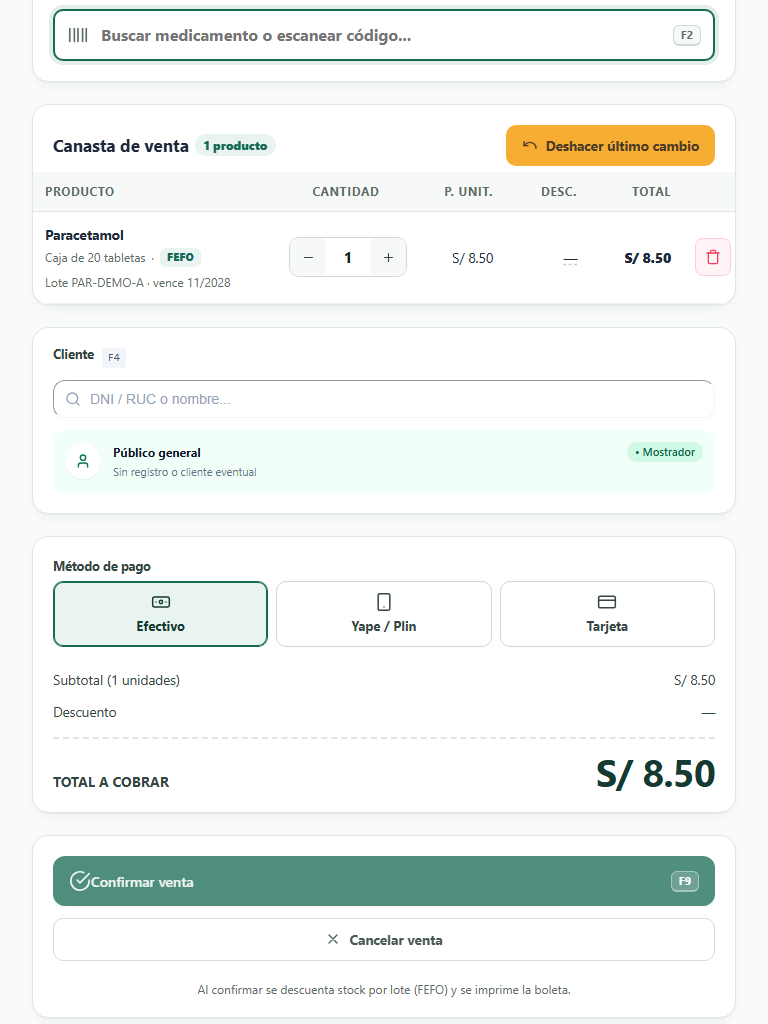 Buscar medicamento o escanear código...
F2
Canasta de venta
1 producto
Deshacer último cambio
PRODUCTO CANTIDAD P. UNIT. DESC. TOTAL
Paracetamol
Caja de 20 tabletas · FEFO
Lote PAR-DEMO-A · vence 11/2028
− 1 + S/ 8.50 — S/ 8.50
Cliente F4
DNI / RUC o nombre...
Público general
Sin registro o cliente eventual
• Mostrador
Método de pago
Efectivo
Yape / Plin
Tarjeta
Subtotal (1 unidades) S/ 8.50
Descuento —
TOTAL A COBRAR S/ 8.50
Confirmar venta F9
Cancelar venta
Al confirmar se descuenta stock por lote (FEFO) y se imprime la boleta.